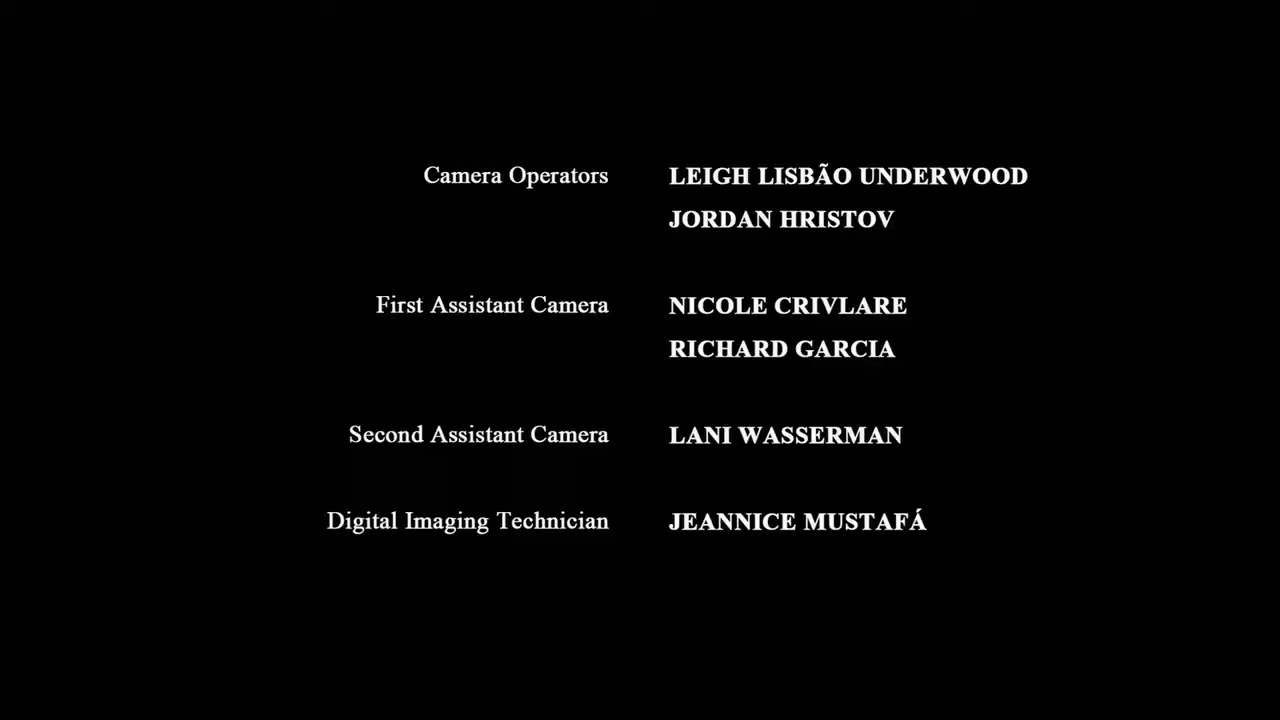 Camera Operators LEIGH LISBÃO UNDERWOOD
JORDAN HRISTOV
First Assistant Camera NICOLE CRIVLARE
RICHARD GARCIA
Second Assistant Camera LANI WASSERMAN
Digital Imaging Technician JEANNICE MUSTAFÁ